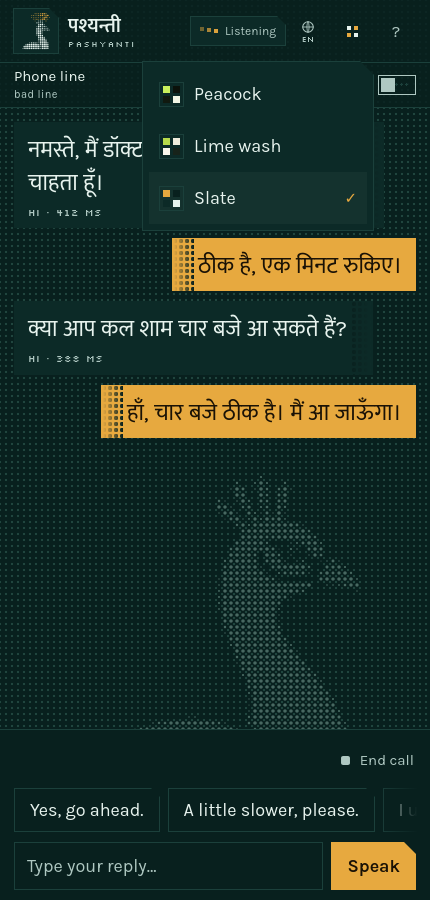 पश्यन्ती
PASHYANTI
Listening
EN
?
Phone line
bad line
Peacock
Lime wash
Slate
नमस्ते, मैं डॉक्ट
चाहता हूँ।
HI · 412 MS
ठीक है, एक मिनट रुकिए।
क्या आप कल शाम चार बजे आ सकते हैं?
HI · 388 MS
हाँ, चार बजे ठीक है। मैं आ जाऊँगा।
End call
Yes, go ahead.
A little slower, please.
I
Type your reply…
Speak